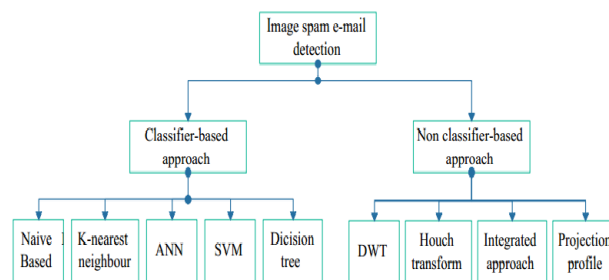 Image spam e-mail
detection
Classifier-based
approach
Non classifier-based
approach
Naive
Based
K-nearest
neighbour
ANN
SVM
Dicision
tree
DWT
Houch
transform
Integrated
approach
Projection
profile